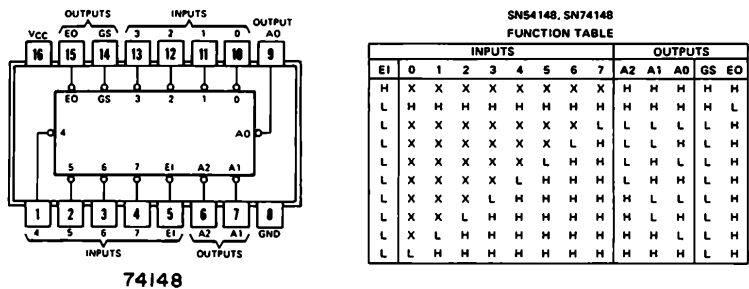 OUTPUTS INPUTS OUTPUT
VCC EO GS 3 2 1 0 A0
16 15 14 13 12 11 10 9
EO GS 3 2 1 0
4 A0
5 6 7 EI A2 A1
1 2 3 4 5 6 7 8
4 5 6 7 EI A2 A1 GND
INPUTS OUTPUTS
74148
SN54148, SN74148
FUNCTION TABLE
INPUTS OUTPUTS
EI 0 1 2 3 4 5 6 7 A2 A1 A0 GS EO
H X X X X X X X X H H H H H
L H H H H H H H H H H H H L
L X X X X X X X L L L L L H
L X X X X X X L H L L H L H
L X X X X X L H H L H L L H
L X X X X L H H H L H H L H
L X X X L H H H H H L L L H
L X X L H H H H H H L H L H
L X L H H H H H H H H L L H
L L H H H H H H H H H H L H